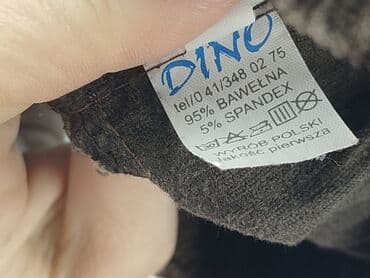 DINO
tel/0 41/348 02 75
95% BAWEŁNA
5% SPANDEX
WYRÓB POLSKI
Jakość pierwsza